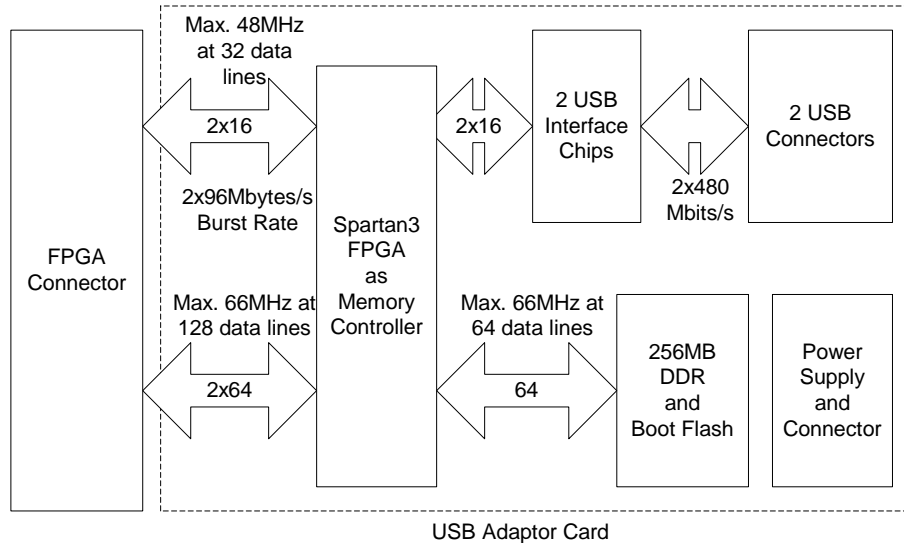 Max. 48MHz
at 32 data
lines
2x16
2x96Mbytes/s
Burst Rate
FPGA
Connector
Max. 66MHz at
128 data lines
2x64
Spartan3
FPGA
as
Memory
Controller
2x16
2 USB
Interface
Chips
2x480
Mbits/s
2 USB
Connectors
Max. 66MHz at
64 data lines
64
256MB
DDR
and
Boot Flash
Power
Supply
and
Connector
USB Adaptor Card